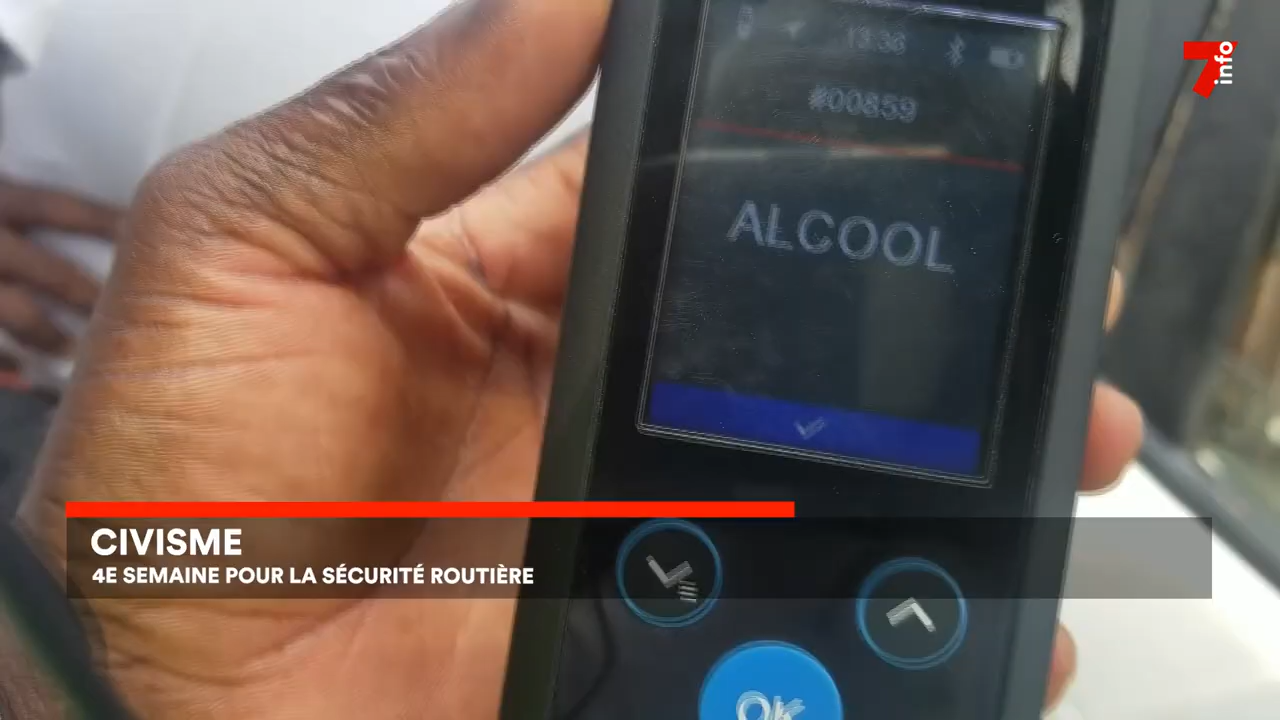 13:36
#00859
ALCOOL
OK
7info
CIVISME
4E SEMAINE POUR LA SÉCURITÉ ROUTIÈRE